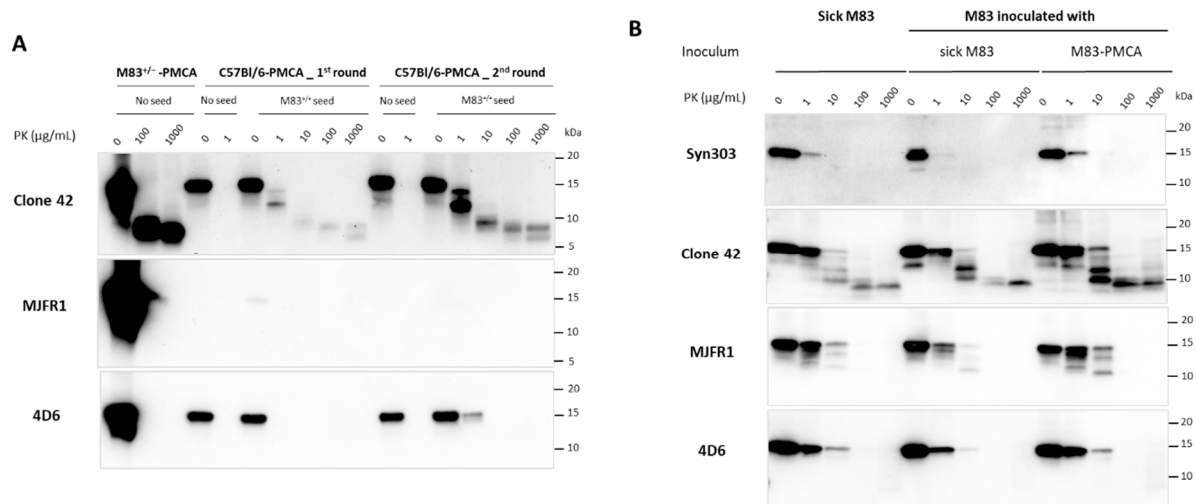 A
M83+/- -PMCA C57Bl/6-PMCA _ 1st round C57Bl/6-PMCA _ 2nd round
No seed No seed M83+/+ seed No seed M83+/+ seed
PK (µg/mL) 0 100 1000 0 1 0 1 10 100 1000 0 1 0 1 10 100 1000 kDa
Clone 42
20
15
10
5
MJFR1
20
15
10
5
4D6
20
15
10
B
Sick M83 M83 inoculated with
Inoculum sick M83 M83-PMCA
PK (µg/mL) 0 1 10 100 1000 0 1 10 100 1000 0 1 10 100 1000 kDa
Syn303
20
15
10
Clone 42
20
15
10
MJFR1
20
15
10
4D6
20
15
10